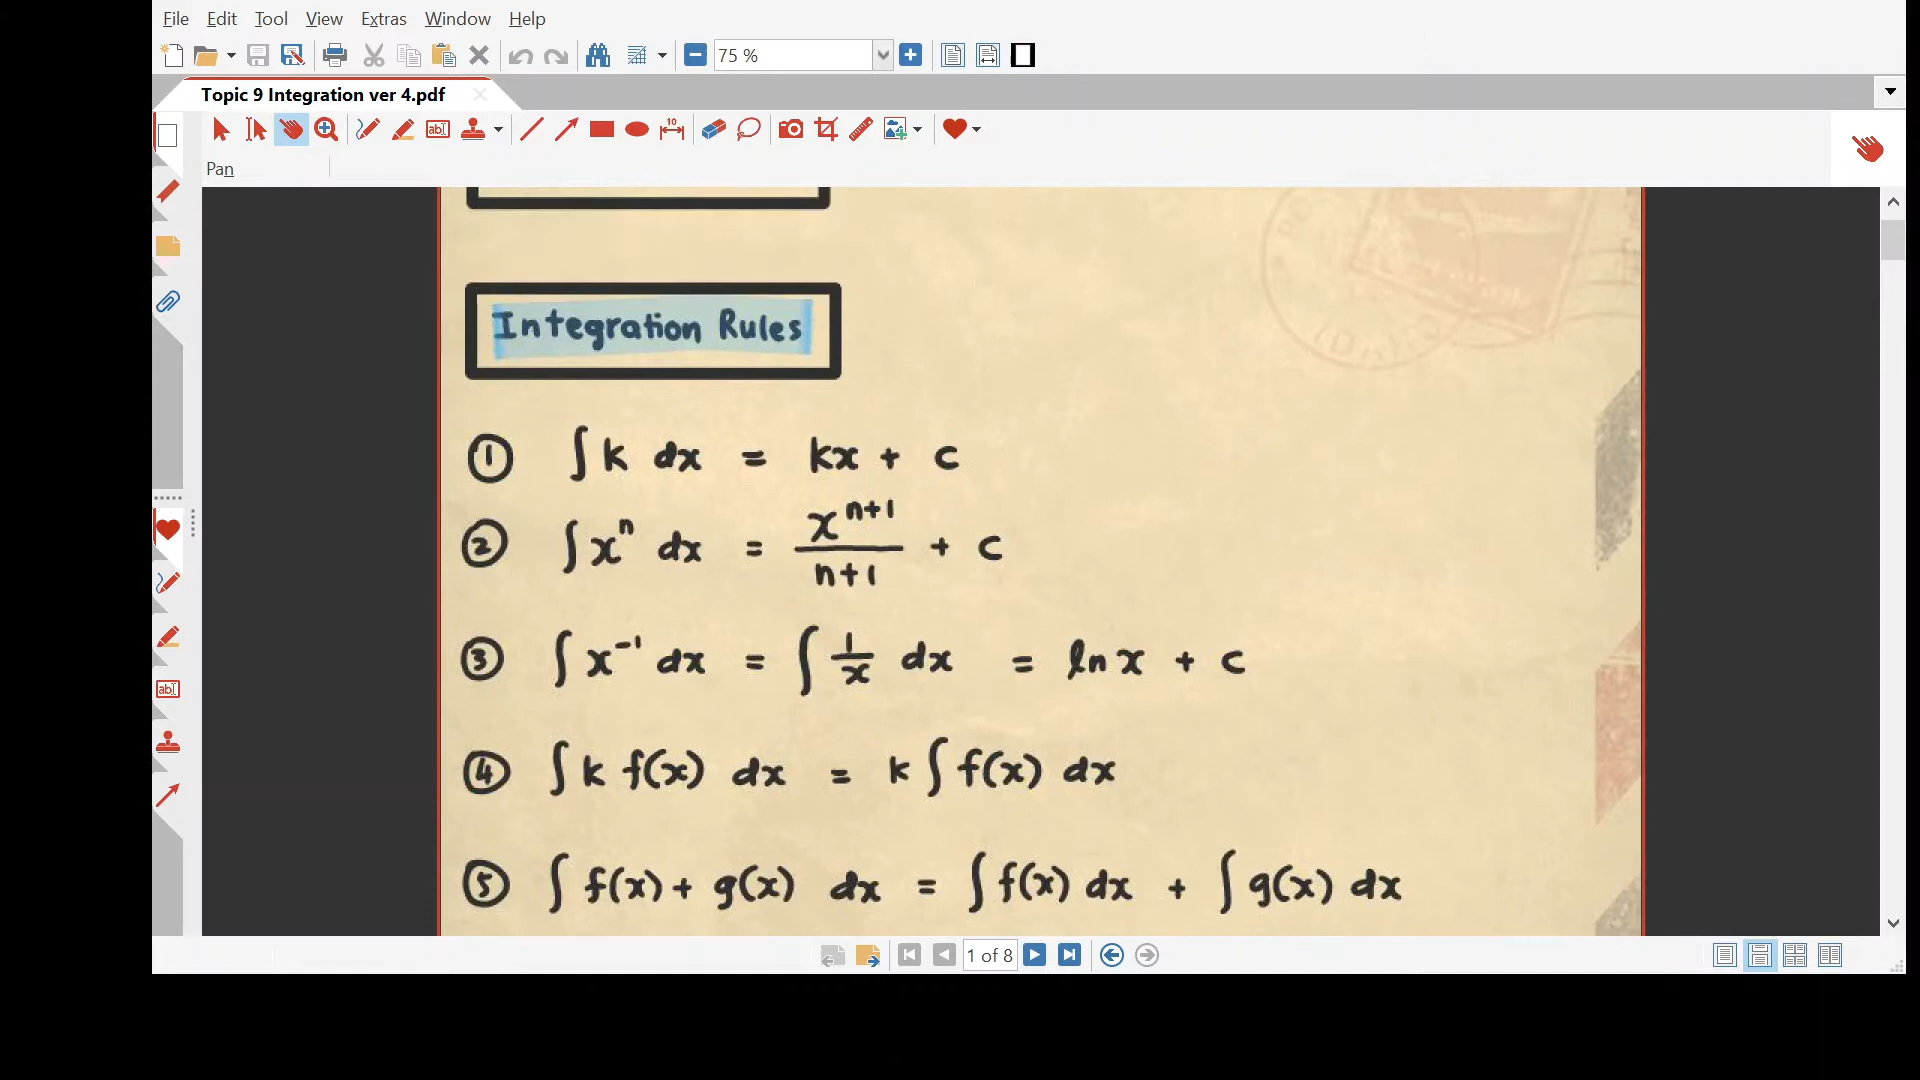 File Edit Tool View Extras Window Help
75 %
Topic 9 Integration ver 4.pdf
Pan
Integration Rules
① ∫ k dx = kx + c
② ∫ xⁿ dx = xⁿ⁺¹/n+1 + c
③ ∫ x⁻¹ dx = ∫ 1/x dx = ln x + c
④ ∫ k f(x) dx = k ∫ f(x) dx
⑤ ∫ f(x) + g(x) dx = ∫ f(x) dx + ∫ g(x) dx
1 of 8